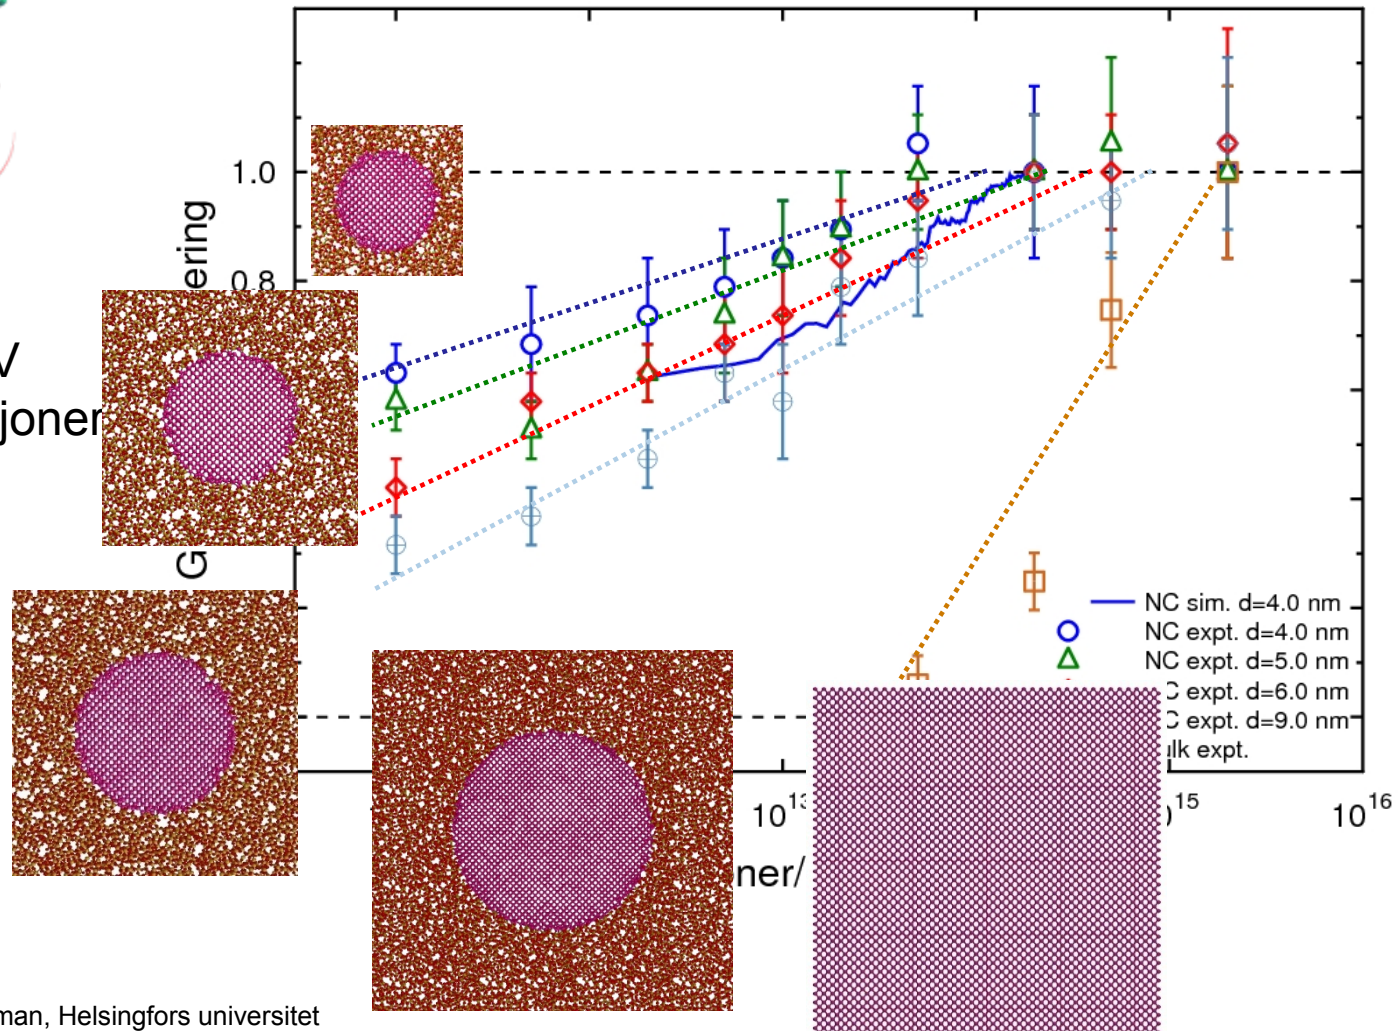 1.0
ering
0.8
V
joner
G
NC sim. d=4.0 nm
NC expt. d=4.0 nm
NC expt. d=5.0 nm
C expt. d=6.0 nm
C expt. d=9.0 nm
ulk expt.
10¹³
15
10¹⁶
ner/
man, Helsingfors universitet